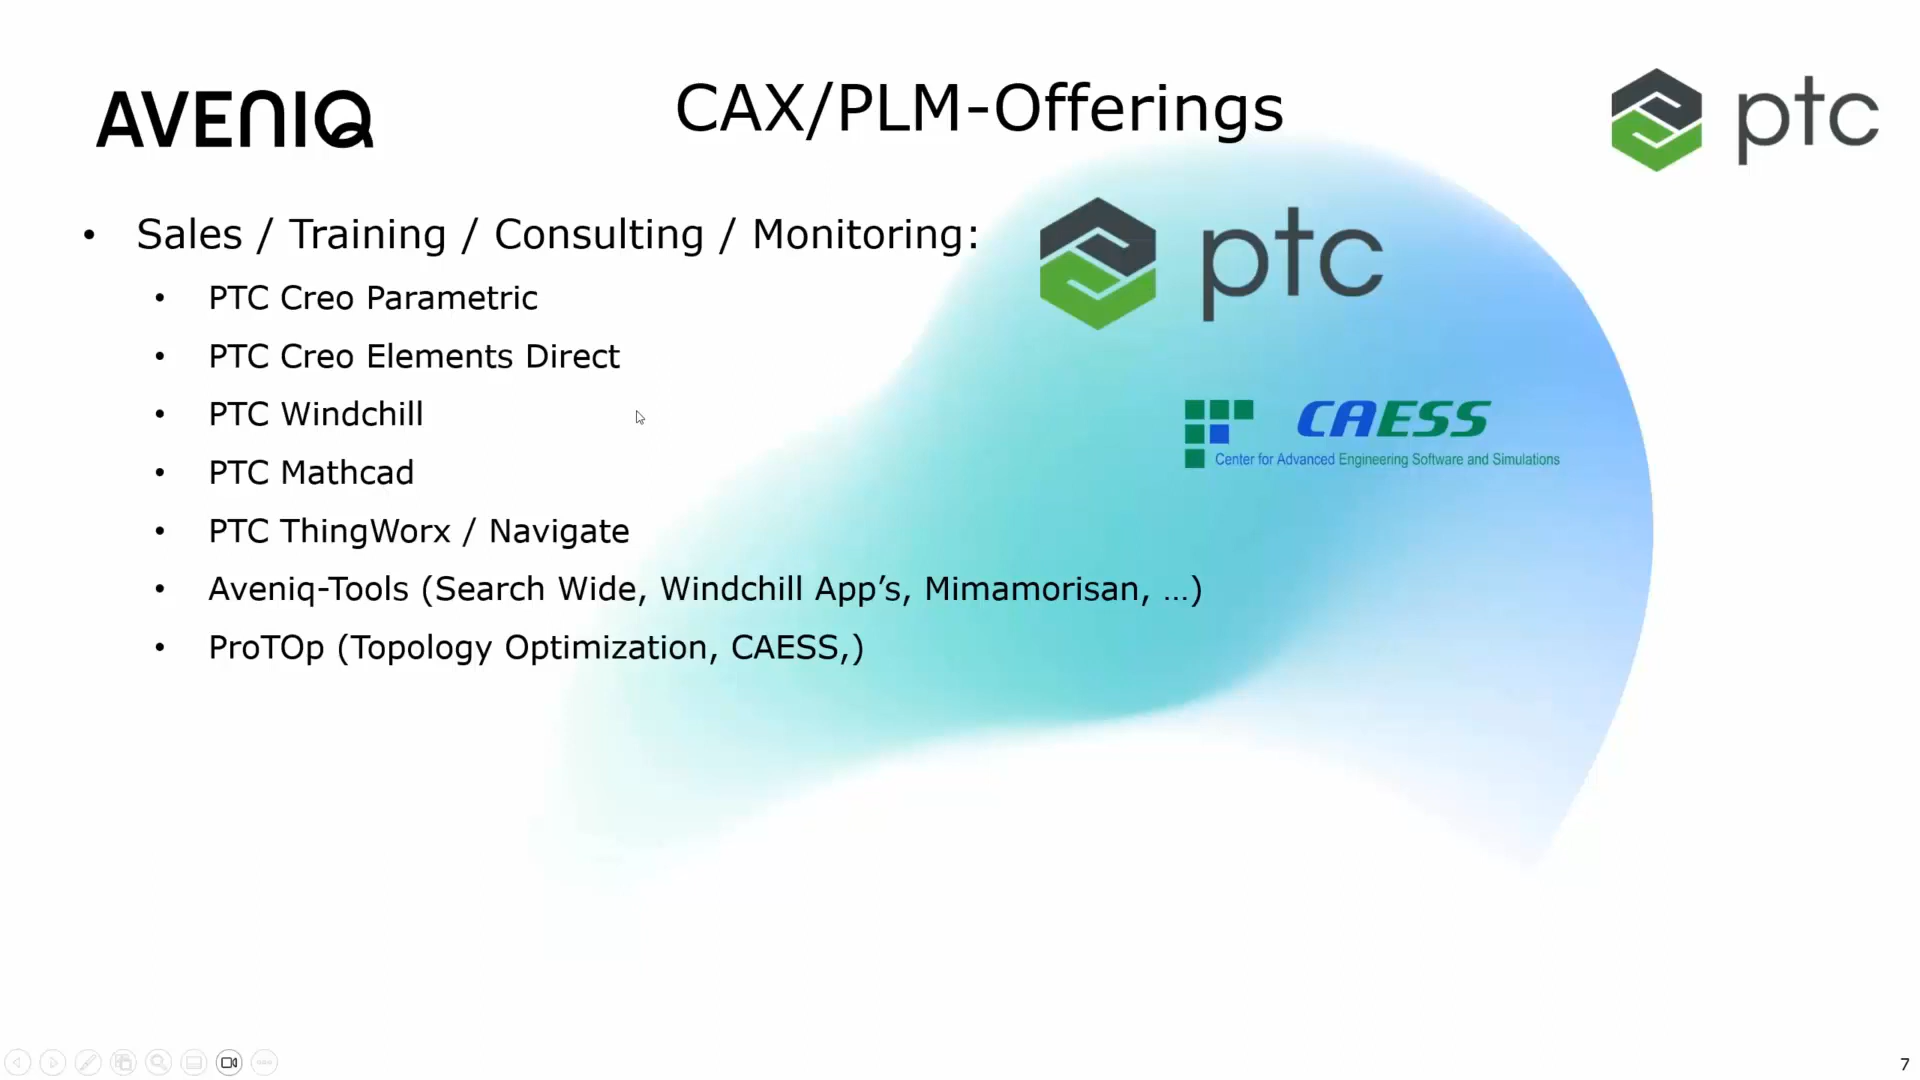 AVENIQ
CAX/PLM-Offerings
ptc
• Sales / Training / Consulting / Monitoring:
ptc
• PTC Creo Parametric
• PTC Creo Elements Direct
• PTC Windchill
CAESS
Center for Advanced Engineering Software and Simulations
• PTC Mathcad
• PTC ThingWorx / Navigate
• Aveniq-Tools (Search Wide, Windchill App’s, Mimamorisan, …)
• ProTOp (Topology Optimization, CAESS,)
7